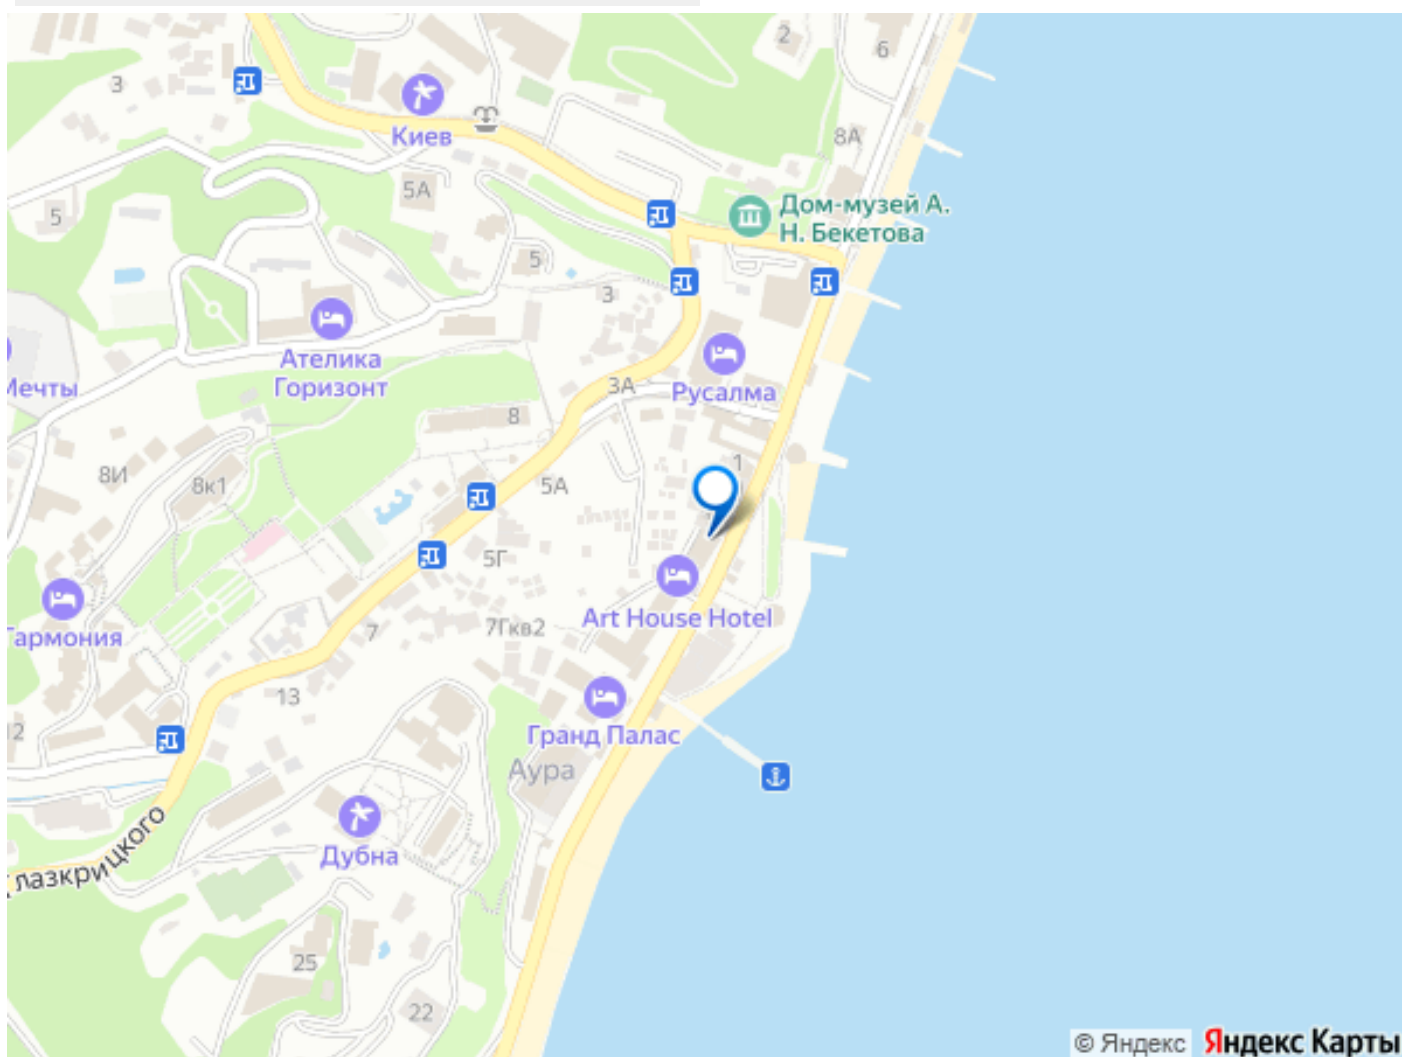 2
6
3
Киев
8А
5А
5
Дом-музей А.
Н. Бекетова
5
3
Ателика
Горизонт
Мечты
Русалма
3А
8
1
8И
8к1
5А
5Г
Art House Hotel
Гармония
7
7Гкв2
13
12
Гранд Палас
Аура
Дубна
Глазкрицкого
25
22
© Яндекс Яндекс Карты